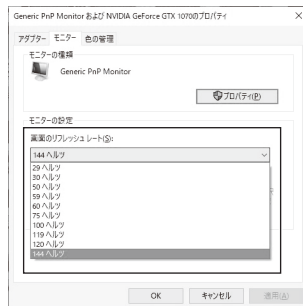 Generic PnP Monitor および NVIDIA GeForce GTX 1070のプロパティ
アダプター モニター 色の管理
モニターの種類
Generic PnP Monitor
プロパティ(P)
モニターの設定
画面のリフレッシュ レート(S):
144 ヘルツ
29 ヘルツ
30 ヘルツ
50 ヘルツ
59 ヘルツ
60 ヘルツ
75 ヘルツ
100 ヘルツ
119 ヘルツ
120 ヘルツ
144 ヘルツ
OK キャンセル 適用(A)